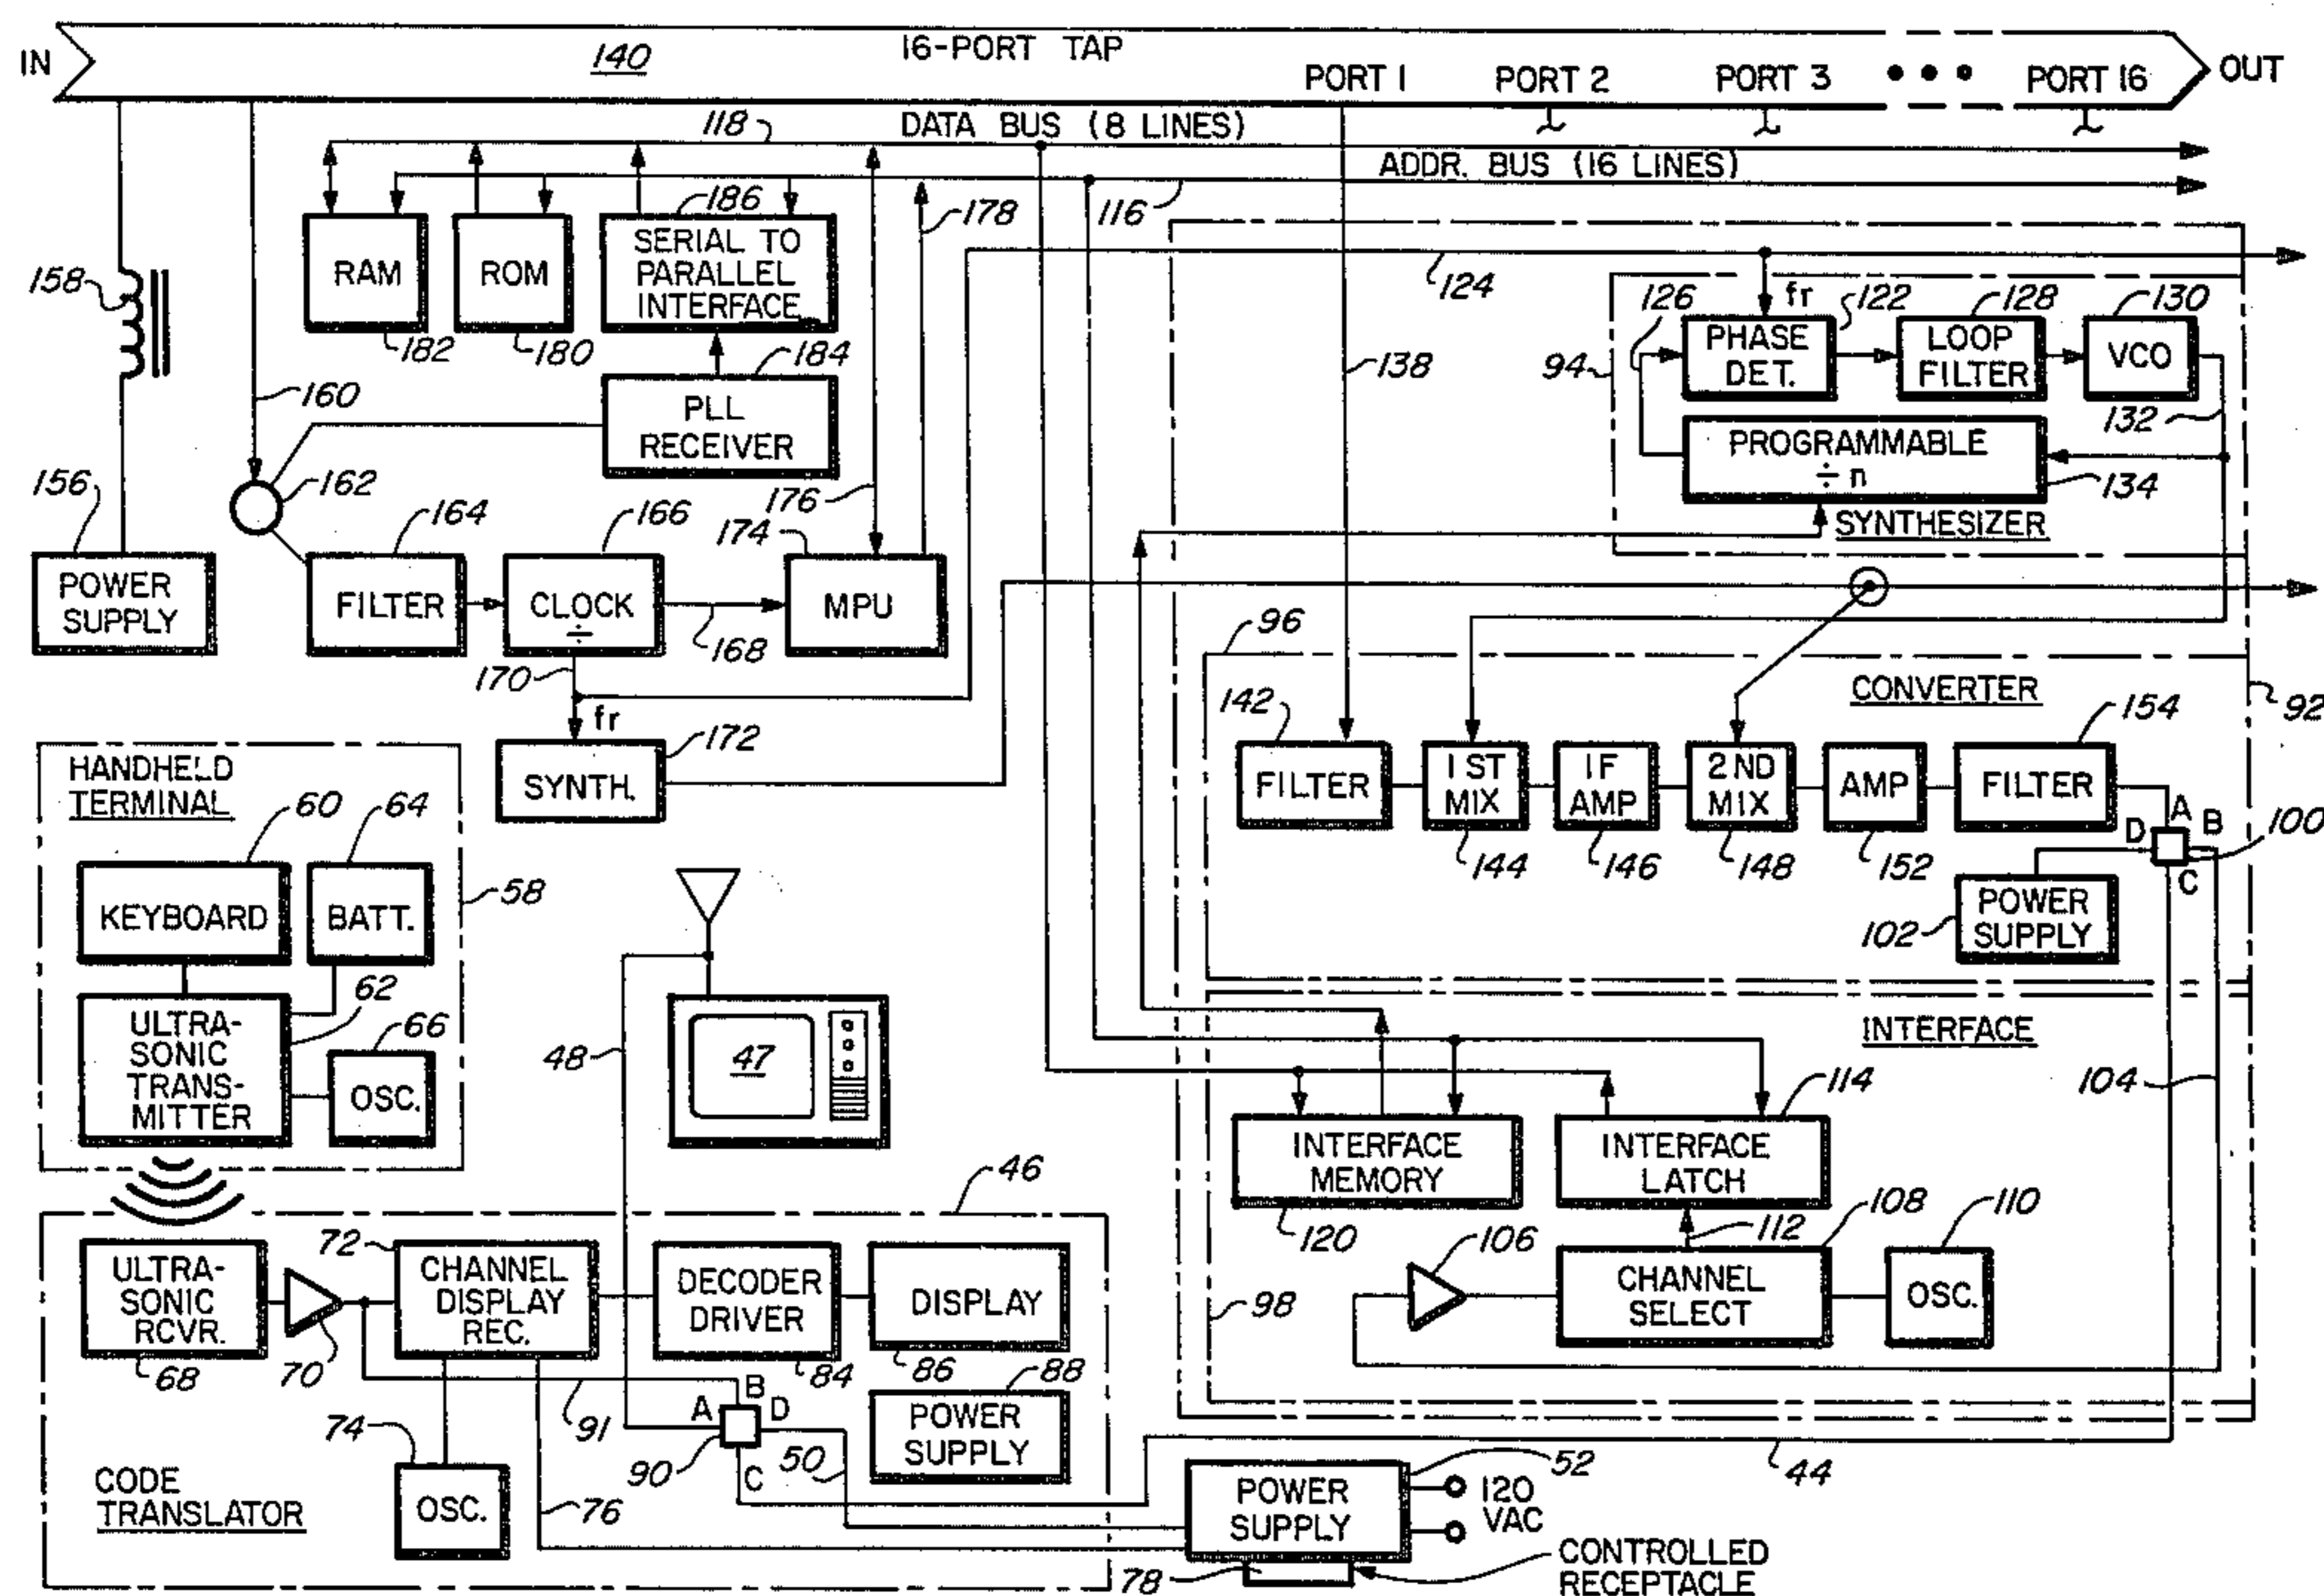 IN
140
16-PORT TAP
PORT 1
PORT 2
PORT 3
PORT 16
OUT
118
DATA BUS (8 LINES)
ADDR. BUS (16 LINES)
116
178
186
RAM
182
ROM
180
SERIAL TO
PARALLEL
INTERFACE
184
PLL
RECEIVER
158
160
162
156
POWER
SUPPLY
164
FILTER
166
CLOCK
÷
168
170
174
MPU
176
fr
172
SYNTH.
138
124
94
126
fr
122
PHASE
DET.
128
LOOP
FILTER
130
VCO
132
PROGRAMMABLE
÷ n
134
SYNTHESIZER
96
CONVERTER
92
142
FILTER
1 ST
MIX
144
IF
AMP
146
2 ND
MIX
148
AMP
152
154
FILTER
A
B
D
C
100
102
POWER
SUPPLY
HANDHELD
TERMINAL
60
64
58
KEYBOARD
BATT.
62
ULTRA-
SONIC
TRANS-
MITTER
66
OSC.
48
47
INTERFACE
104
INTERFACE
MEMORY
120
114
INTERFACE
LATCH
112
108
CHANNEL
SELECT
110
OSC.
106
98
46
ULTRA-
SONIC
RCVR.
68
70
72
CHANNEL
DISPLAY
REC.
DECODER
DRIVER
84
DISPLAY
86
88
POWER
SUPPLY
91
B
A
D
C
90
50
74
OSC.
76
CODE
TRANSLATOR
44
52
POWER
SUPPLY
120
VAC
78
CONTROLLED
RECEPTACLE